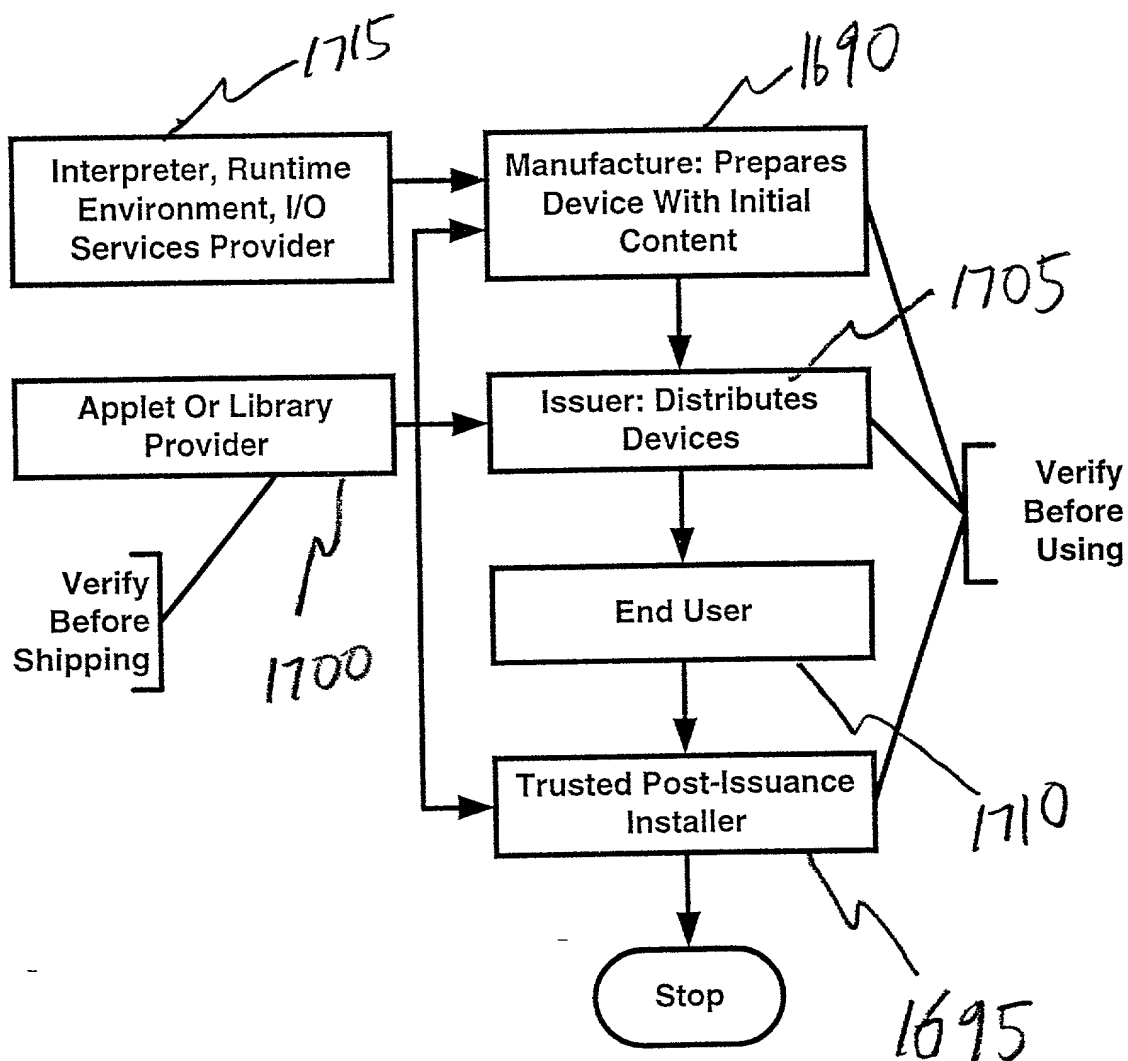 1715
1690
Interpreter, Runtime
Environment, I/O
Services Provider
Manufacture: Prepares
Device With Initial
Content
1705
Applet Or Library
Provider
Issuer: Distributes
Devices
Verify
Before
Using
Verify
Before
Shipping
1700
End User
1710
Trusted Post-Issuance
Installer
Stop
1695